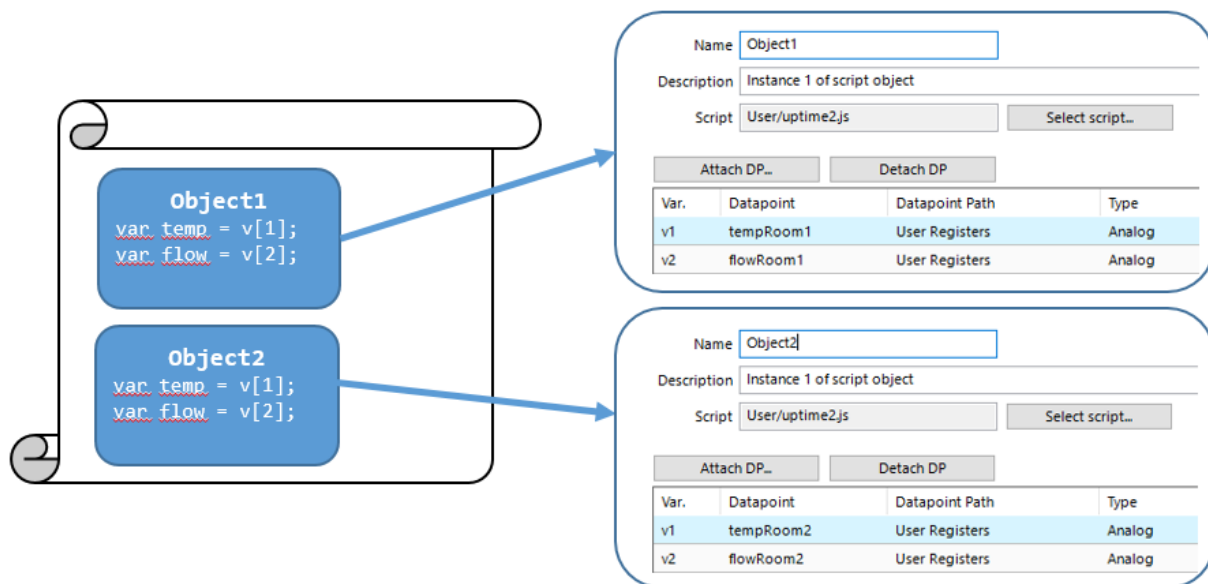 Object1
var temp = v[1];
var flow = v[2];
Object2
var temp = v[1];
var flow = v[2];
Name Object1
Description Instance 1 of script object
Script User/uptime2.js Select script...
Attach DP... Detach DP
Var. Datapoint Datapoint Path Type
v1 tempRoom1 User Registers Analog
v2 flowRoom1 User Registers Analog
Name Object2
Description Instance 1 of script object
Script User/uptime2.js Select script...
Attach DP... Detach DP
Var. Datapoint Datapoint Path Type
v1 tempRoom2 User Registers Analog
v2 flowRoom2 User Registers Analog